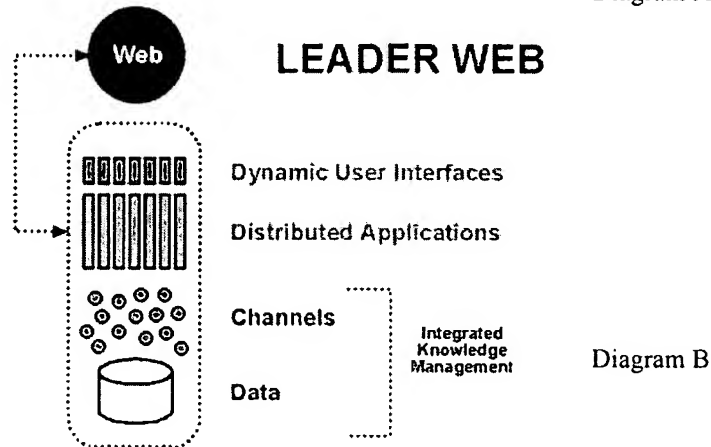 Web
LEADER WEB
Dynamic User Interfaces
Distributed Applications
Channels
Integrated
Knowledge
Management
Diagram B
Data